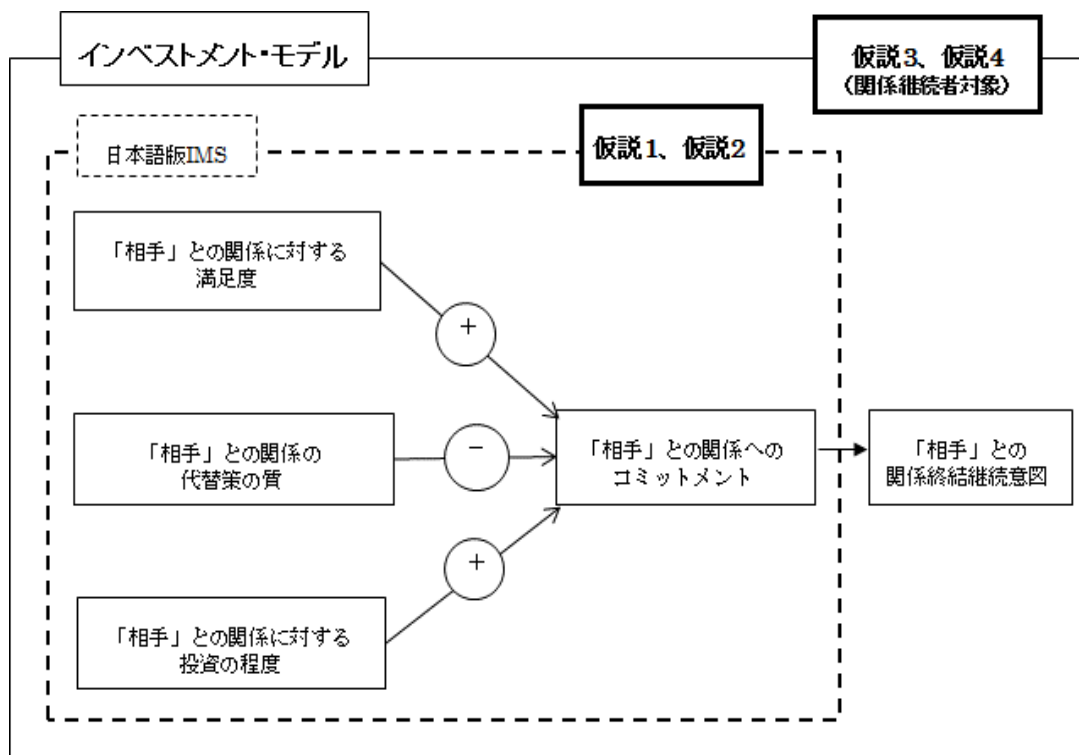 インベストメント・モデル
仮説3、仮説4
（関係継続者対象）
日本語版IMS
仮説1、仮説2
「相手」との関係に対する
満足度
+
「相手」との関係の
代替策の質
−
「相手」との関係への
コミットメント
「相手」との
関係終結継続意図
+
「相手」との関係に対する
投資の程度